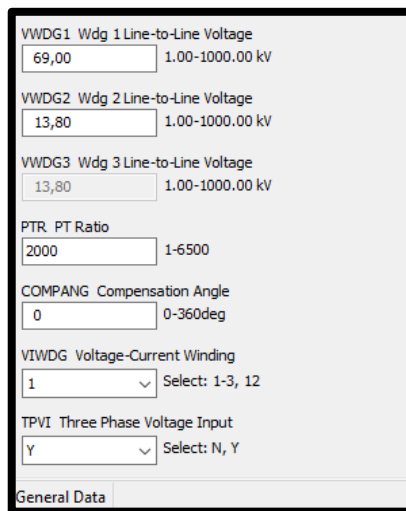 VWDG1 Wdg 1 Line-to-Line Voltage
69,00 1.00-1000.00 kV
VWDG2 Wdg 2 Line-to-Line Voltage
13,80 1.00-1000.00 kV
VWDG3 Wdg 3 Line-to-Line Voltage
13,80 1.00-1000.00 kV
PTR PT Ratio
2000 1-6500
COMPANG Compensation Angle
0 0-360deg
VIWDG Voltage-Current Winding
1 Select: 1-3, 12
TPVI Three Phase Voltage Input
Y Select: N, Y
General Data